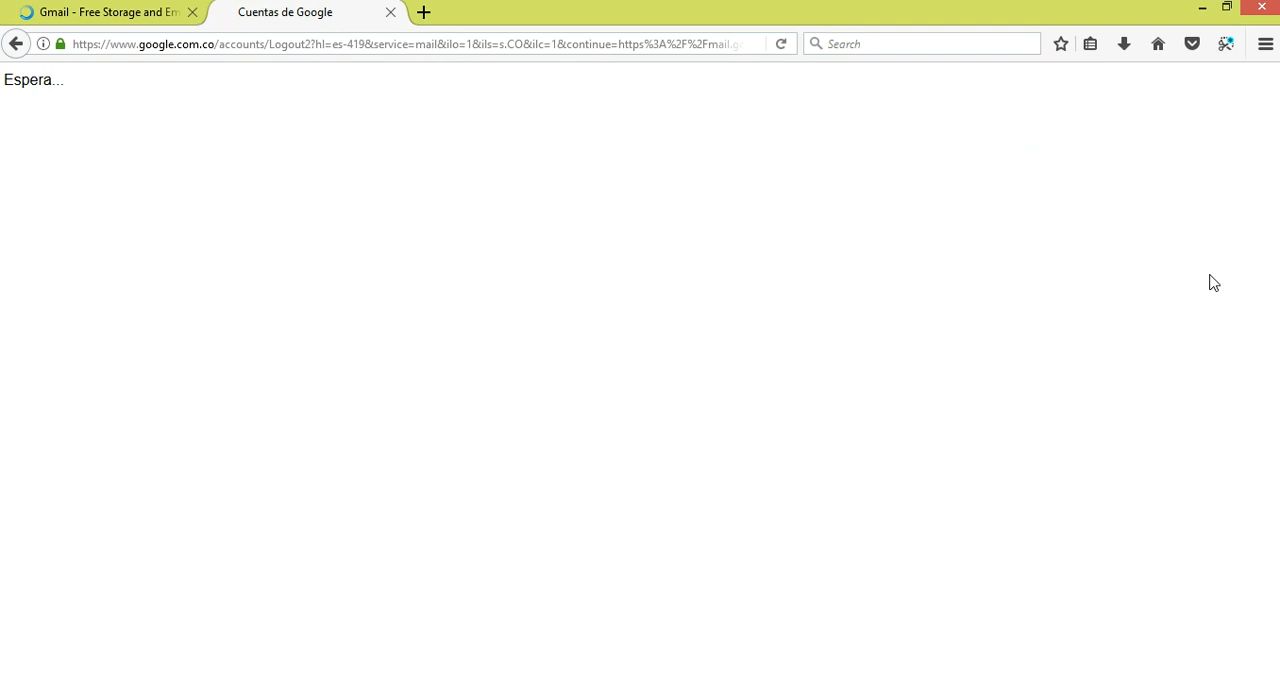 Gmail - Free Storage and Em
Cuentas de Google
https://www.google.com.co/accounts/Logout2?hl=es-419&service=mail&ilo=1&ils=s.CO&ilc=1&continue=https%3A%2F%2Fmail.g
Search
Espera...